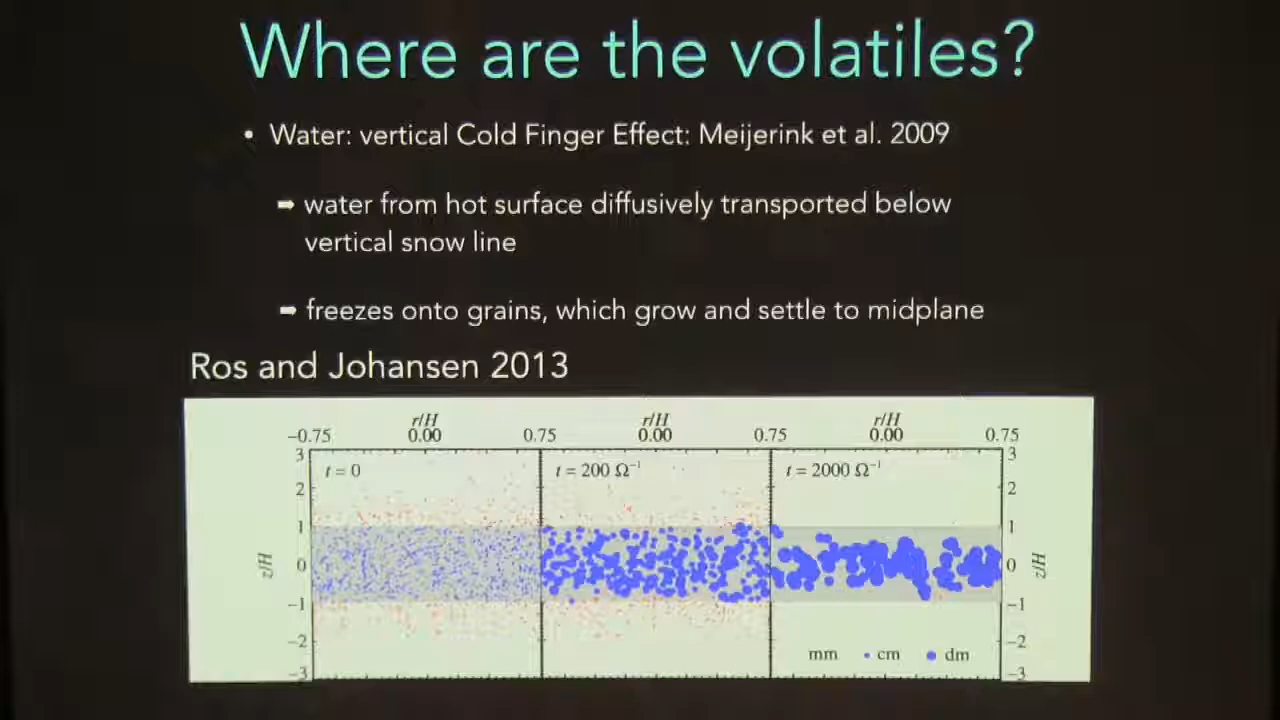 Where are the volatiles?
• Water: vertical Cold Finger Effect: Meijerink et al. 2009
➡ water from hot surface diffusively transported below
vertical snow line
➡ freezes onto grains, which grow and settle to midplane
Ros and Johansen 2013
r/H r/H r/H
−0.75 0.00 0.75 0.00 0.75 0.00 0.75
3 t = 0 t = 200 Ω⁻¹ t = 2000 Ω⁻¹ 3
2 2
1 1
z/H 0 0 z/H
−1 −1
−2 mm cm dm −2
−3 −3